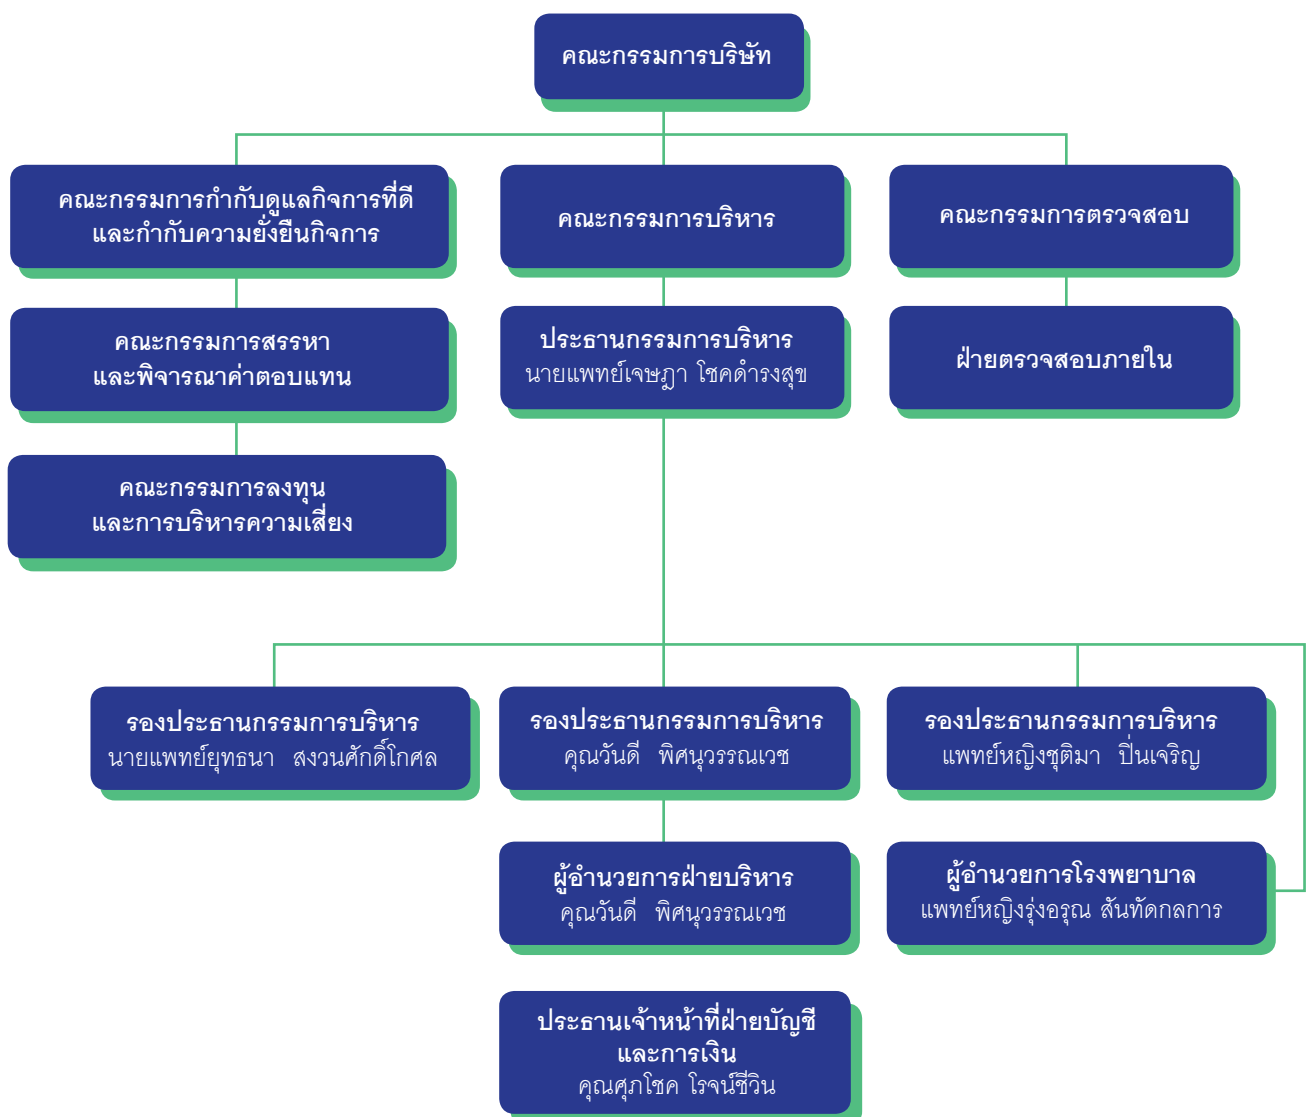 คณะกรรมการบริษัท
คณะกรรมการกำกับดูแลกิจการที่ดี
และกำกับความยั่งยืนกิจการ
คณะกรรมการบริหาร
คณะกรรมการตรวจสอบ
คณะกรรมการสรรหา
และพิจารณาค่าตอบแทน
ประธานกรรมการบริหาร
นายแพทย์เจษฎา โชคดำรงสุข
ฝ่ายตรวจสอบภายใน
คณะกรรมการลงทุน
และการบริหารความเสี่ยง
รองประธานกรรมการบริหาร
นายแพทย์ยุทธนา สงวนศักดิ์โกศล
รองประธานกรรมการบริหาร
คุณวันดี พิศนุวรรณเวช
รองประธานกรรมการบริหาร
แพทย์หญิงชุติมา ปิ่นเจริญ
ผู้อำนวยการฝ่ายบริหาร
คุณวันดี พิศนุวรรณเวช
ผู้อำนวยการโรงพยาบาล
แพทย์หญิงรุ่งอรุณ สันทัดกลการ
ประธานเจ้าหน้าที่ฝ่ายบัญชี
และการเงิน
คุณศุภโชค โรจน์ชีวิน